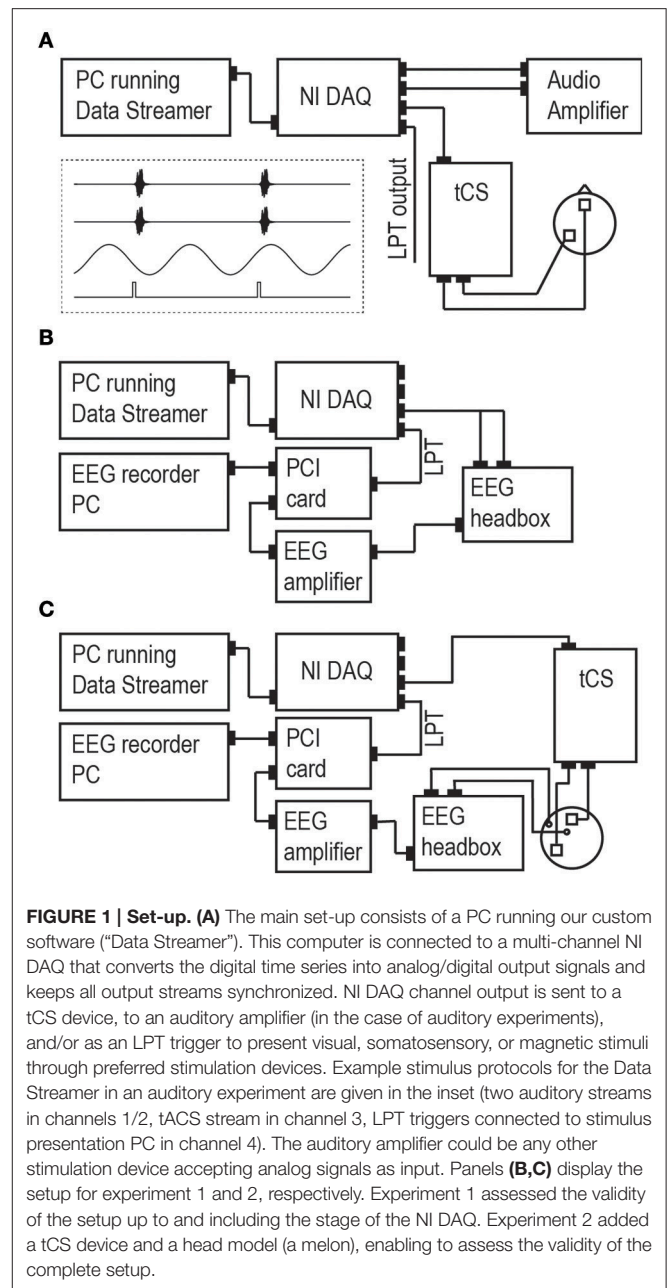 A
PC running
Data Streamer
NI DAQ
Audio
Amplifier
LPT output
tCS
B
PC running
Data Streamer
NI DAQ
EEG recorder
PC
PCI
card
LPT
EEG
headbox
EEG
amplifier
C
PC running
Data Streamer
NI DAQ
tCS
EEG recorder
PC
PCI
card
LPT
EEG
amplifier
EEG
headbox
FIGURE 1 | Set-up. (A) The main set-up consists of a PC running our custom
software (“Data Streamer”). This computer is connected to a multi-channel NI
DAQ that converts the digital time series into analog/digital output signals and
keeps all output streams synchronized. NI DAQ channel output is sent to a
tCS device, to an auditory amplifier (in the case of auditory experiments),
and/or as an LPT trigger to present visual, somatosensory, or magnetic stimuli
through preferred stimulation devices. Example stimulus protocols for the Data
Streamer in an auditory experiment are given in the inset (two auditory streams
in channels 1/2, tACS stream in channel 3, LPT triggers connected to stimulus
presentation PC in channel 4). The auditory amplifier could be any other
stimulation device accepting analog signals as input. Panels (B,C) display the
setup for experiment 1 and 2, respectively. Experiment 1 assessed the validity
of the setup up to and including the stage of the NI DAQ. Experiment 2 added
a tCS device and a head model (a melon), enabling to assess the validity of the
complete setup.